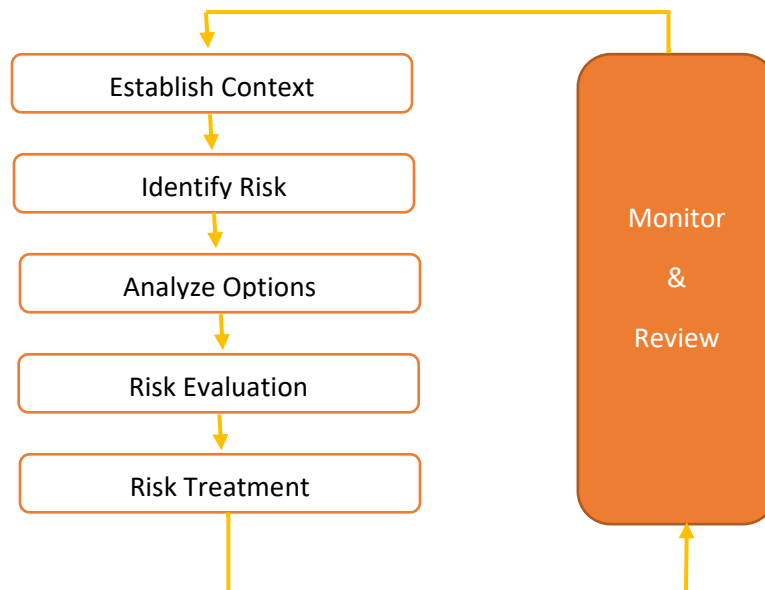 Establish Context
Identify Risk
Analyze Options
Risk Evaluation
Risk Treatment
Monitor
&
Review